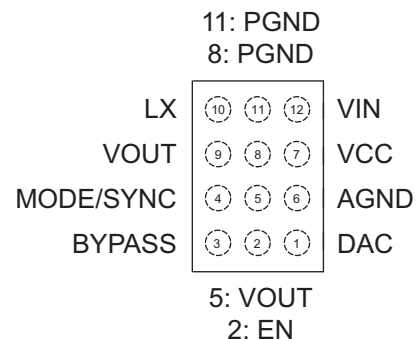 11: PGND
8: PGND
LX 10 11 12 VIN
VOUT 9 8 7 VCC
MODE/SYNC 4 5 6 AGND
BYPASS 3 2 1 DAC
5: VOUT
2: EN